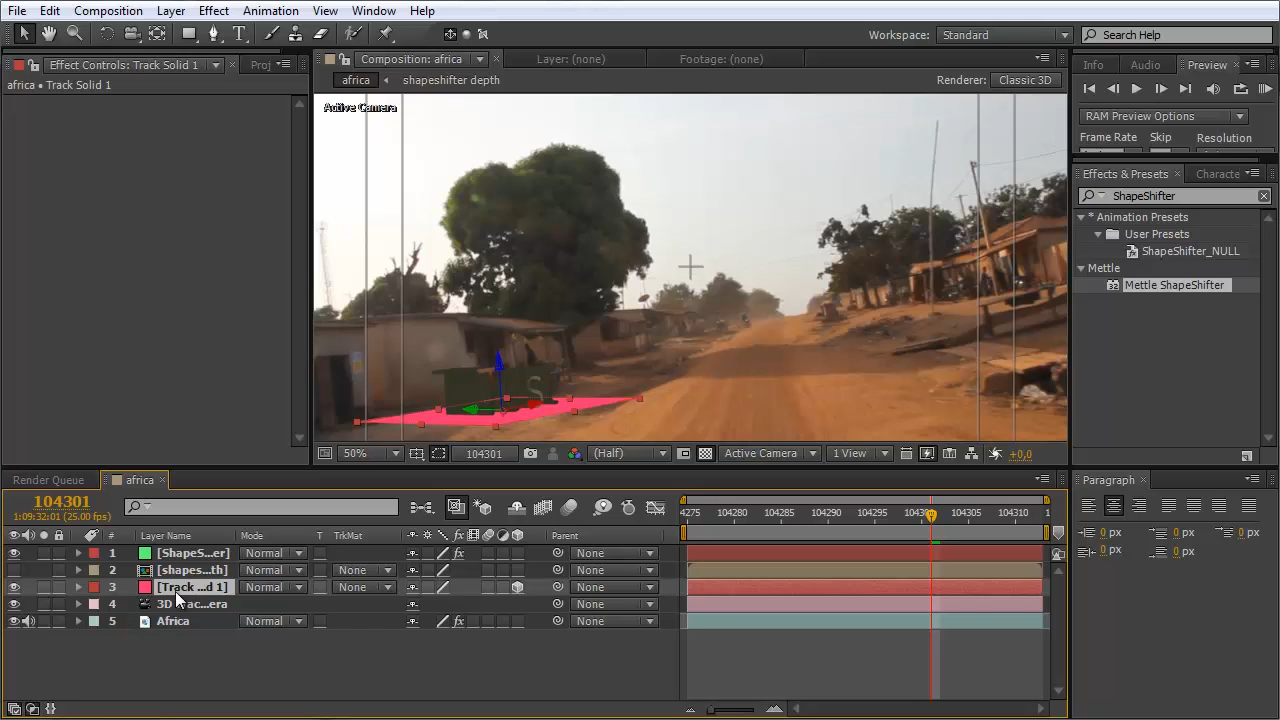 File Edit Composition Layer Effect Animation View Window Help
Workspace: Standard Search Help
Effect Controls: Track Solid 1 Proj
africa • Track Solid 1
Composition: africa Layer: (none) Footage: (none)
africa shapeshifter depth Renderer: Classic 3D
Active Camera
S
50% 104301 (Half) Active Camera 1 View +0,0
Info Audio Preview
RAM Preview Options
Frame Rate Skip Resolution
Effects & Presets Characte
ShapeShifter
* Animation Presets
User Presets
ShapeShifter_NULL
Mettle
Mettle ShapeShifter
Render Queue africa
104301
1:09:32:01 (25.00 fps)
4275 104280 104285 104290 104295 10430 104305 104310 1
# Layer Name Mode T TrkMat Parent
1 [ShapeS...er] Normal None
2 [shapes...th] Normal None None
3 [Track ...d 1] Normal None None
4 None
5 Africa Normal None
Paragraph
0 px 0 px 0 px
0 px 0 px